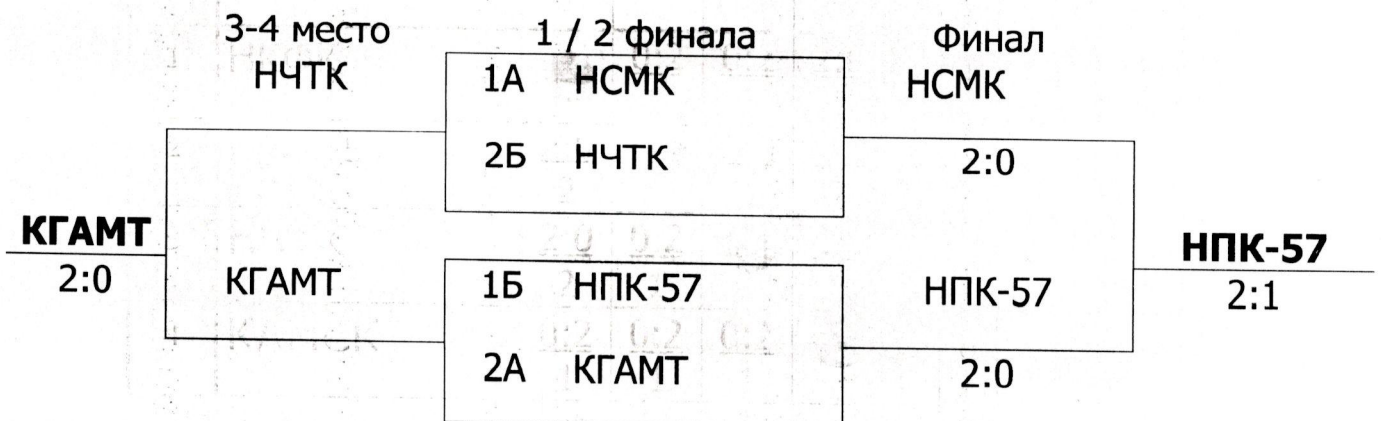 3-4 место 1 / 2 финала Финал
НЧТК 1А НСМК НСМК
2Б НЧТК 2:0
КГАМТ НПК-57
2:0 КГАМТ 1Б НПК-57 НПК-57 2:1
2А КГАМТ 2:0